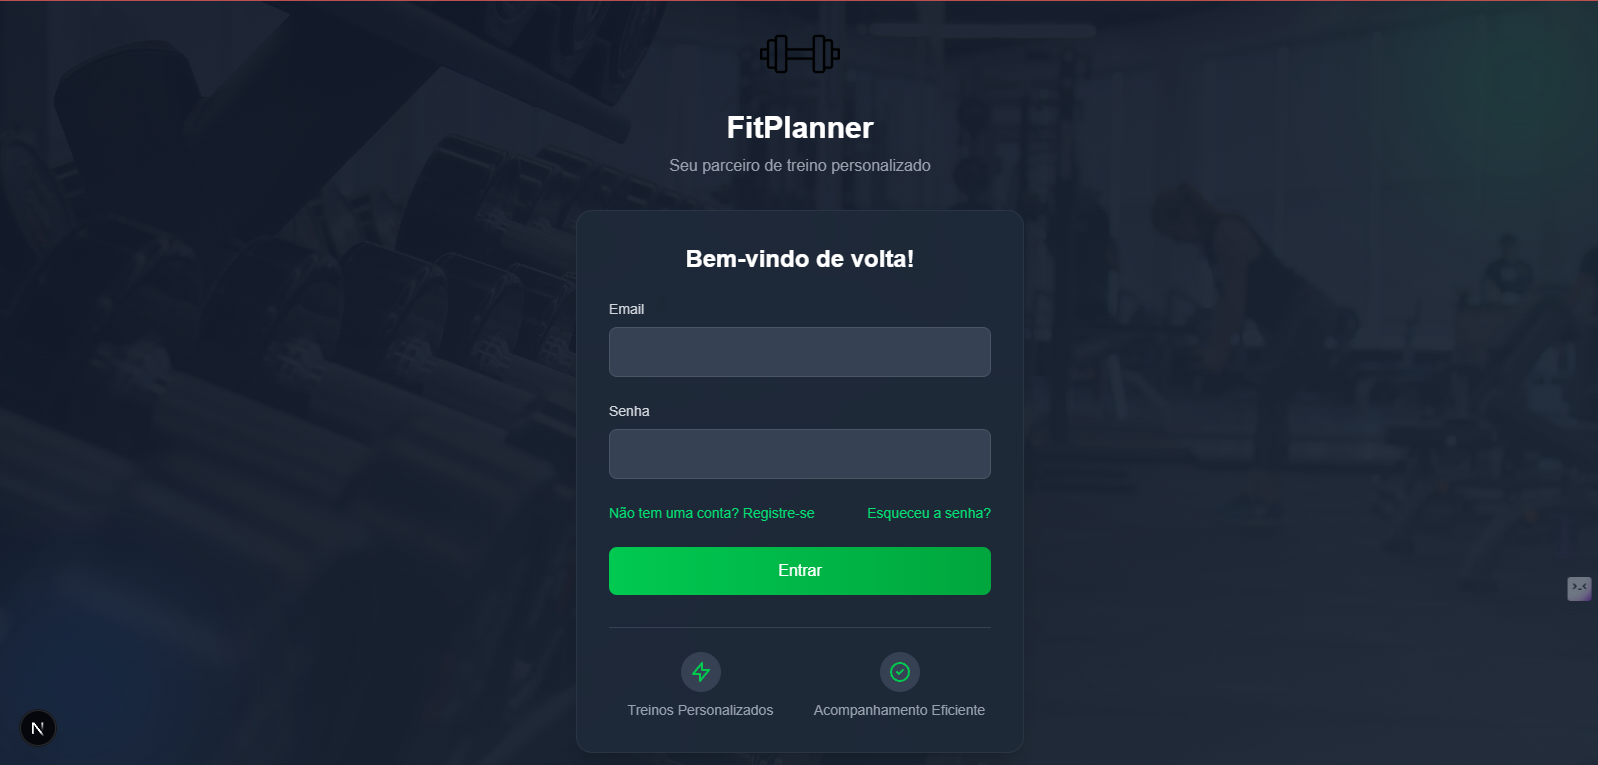 FitPlanner
Seu parceiro de treino personalizado
Bem-vindo de volta!
Email
Senha
Não tem uma conta? Registre-se
Esqueceu a senha?
Entrar
Treinos Personalizados
Acompanhamento Eficiente
N